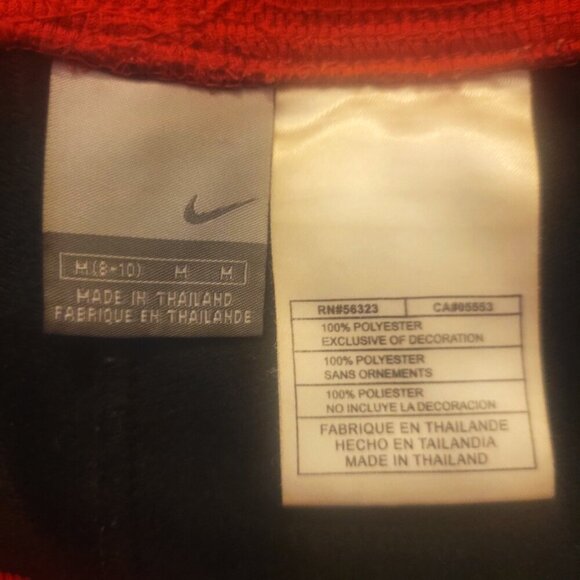 M(8-10) M M
MADE IN THAILAND
FABRIQUE EN THAILANDE
RN#56323 CA#05553
100% POLYESTER
EXCLUSIVE OF DECORATION
100% POLYESTER
SANS ORNEMENTS
100% POLIESTER
NO INCLUYE LA DECORACION
FABRIQUE EN THAILANDE
HECHO EN TAILANDIA
MADE IN THAILAND